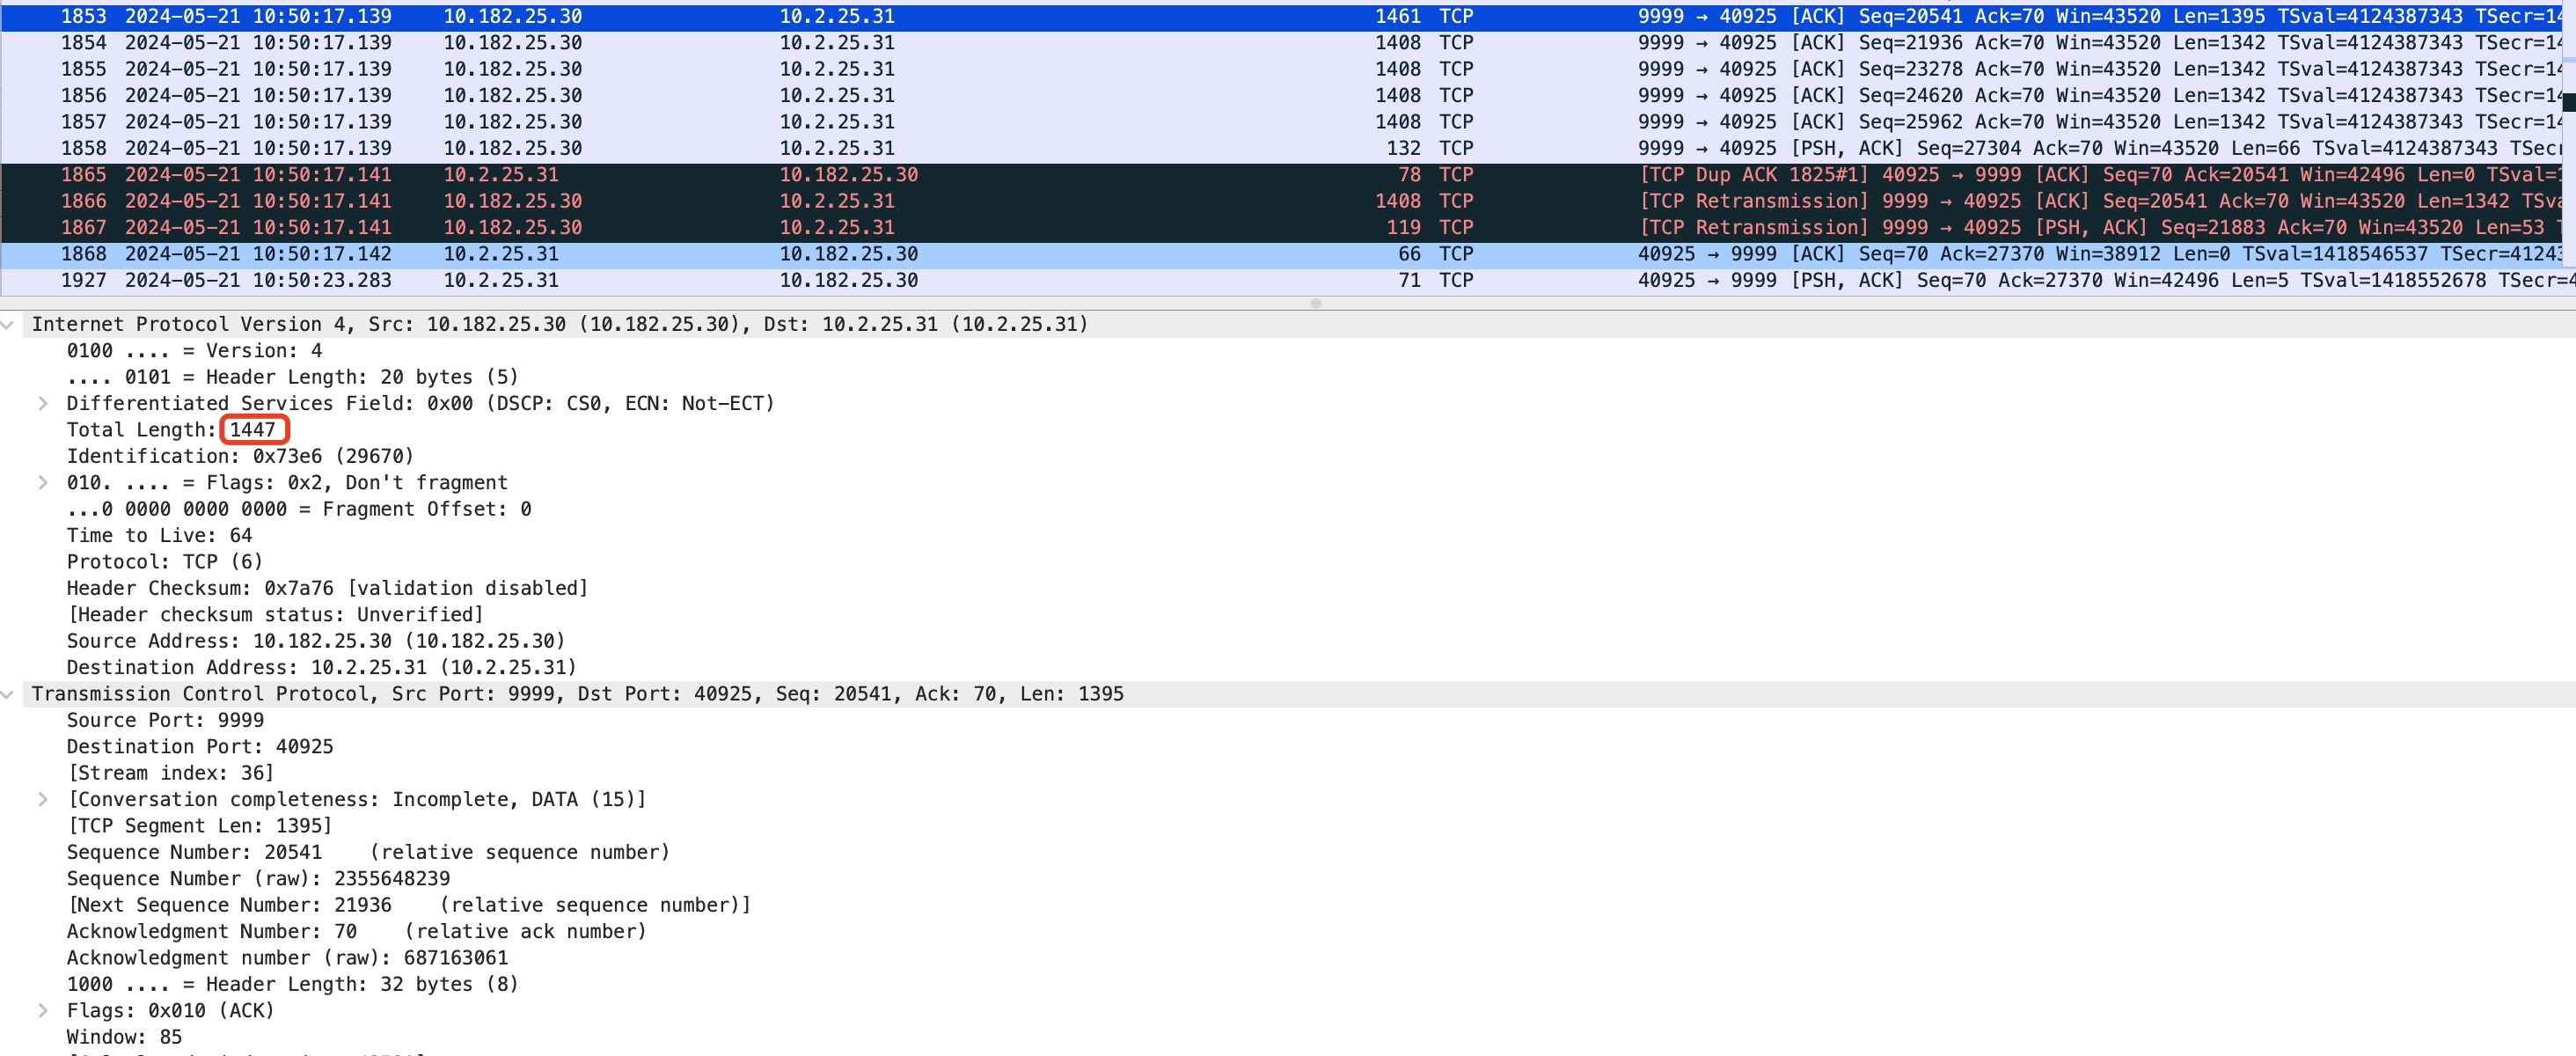 1853 2024-05-21 10:50:17.139 10.182.25.30 10.2.25.31 1461 TCP 9999 → 40925 [ACK] Seq=20541 Ack=70 Win=43520 Len=1395 TSval=4124387343 TSecr=14
1854 2024-05-21 10:50:17.139 10.182.25.30 10.2.25.31 1408 TCP 9999 → 40925 [ACK] Seq=21936 Ack=70 Win=43520 Len=1342 TSval=4124387343 TSecr=14
1855 2024-05-21 10:50:17.139 10.182.25.30 10.2.25.31 1408 TCP 9999 → 40925 [ACK] Seq=23278 Ack=70 Win=43520 Len=1342 TSval=4124387343 TSecr=14
1856 2024-05-21 10:50:17.139 10.182.25.30 10.2.25.31 1408 TCP 9999 → 40925 [ACK] Seq=24620 Ack=70 Win=43520 Len=1342 TSval=4124387343 TSecr=14
1857 2024-05-21 10:50:17.139 10.182.25.30 10.2.25.31 1408 TCP 9999 → 40925 [ACK] Seq=25962 Ack=70 Win=43520 Len=1342 TSval=4124387343 TSecr=14
1858 2024-05-21 10:50:17.139 10.182.25.30 10.2.25.31 132 TCP 9999 → 40925 [PSH, ACK] Seq=27304 Ack=70 Win=43520 Len=66 TSval=4124387343 TSecr
1865 2024-05-21 10:50:17.141 10.2.25.31 10.182.25.30 78 TCP [TCP Dup ACK 1825#1] 40925 → 9999 [ACK] Seq=70 Ack=20541 Win=42496 Len=0 TSval=1
1866 2024-05-21 10:50:17.141 10.182.25.30 10.2.25.31 1408 TCP [TCP Retransmission] 9999 → 40925 [ACK] Seq=20541 Ack=70 Win=43520 Len=1342 TSva
1867 2024-05-21 10:50:17.141 10.182.25.30 10.2.25.31 119 TCP [TCP Retransmission] 9999 → 40925 [PSH, ACK] Seq=21883 Ack=70 Win=43520 Len=53 T
1868 2024-05-21 10:50:17.142 10.2.25.31 10.182.25.30 66 TCP 40925 → 9999 [ACK] Seq=70 Ack=27370 Win=38912 Len=0 TSval=1418546537 TSecr=41243
1927 2024-05-21 10:50:23.283 10.2.25.31 10.182.25.30 71 TCP 40925 → 9999 [PSH, ACK] Seq=70 Ack=27370 Win=42496 Len=5 TSval=1418552678 TSecr=4
Internet Protocol Version 4, Src: 10.182.25.30 (10.182.25.30), Dst: 10.2.25.31 (10.2.25.31)
0100 .... = Version: 4
.... 0101 = Header Length: 20 bytes (5)
Differentiated Services Field: 0x00 (DSCP: CS0, ECN: Not-ECT)
Total Length: 1447
Identification: 0x73e6 (29670)
010. .... = Flags: 0x2, Don't fragment
...0 0000 0000 0000 = Fragment Offset: 0
Time to Live: 64
Protocol: TCP (6)
Header Checksum: 0x7a76 [validation disabled]
[Header checksum status: Unverified]
Source Address: 10.182.25.30 (10.182.25.30)
Destination Address: 10.2.25.31 (10.2.25.31)
Transmission Control Protocol, Src Port: 9999, Dst Port: 40925, Seq: 20541, Ack: 70, Len: 1395
Source Port: 9999
Destination Port: 40925
[Stream index: 36]
[Conversation completeness: Incomplete, DATA (15)]
[TCP Segment Len: 1395]
Sequence Number: 20541 (relative sequence number)
Sequence Number (raw): 2355648239
[Next Sequence Number: 21936 (relative sequence number)]
Acknowledgment Number: 70 (relative ack number)
Acknowledgment number (raw): 687163061
1000 .... = Header Length: 32 bytes (8)
Flags: 0x010 (ACK)
Window: 85